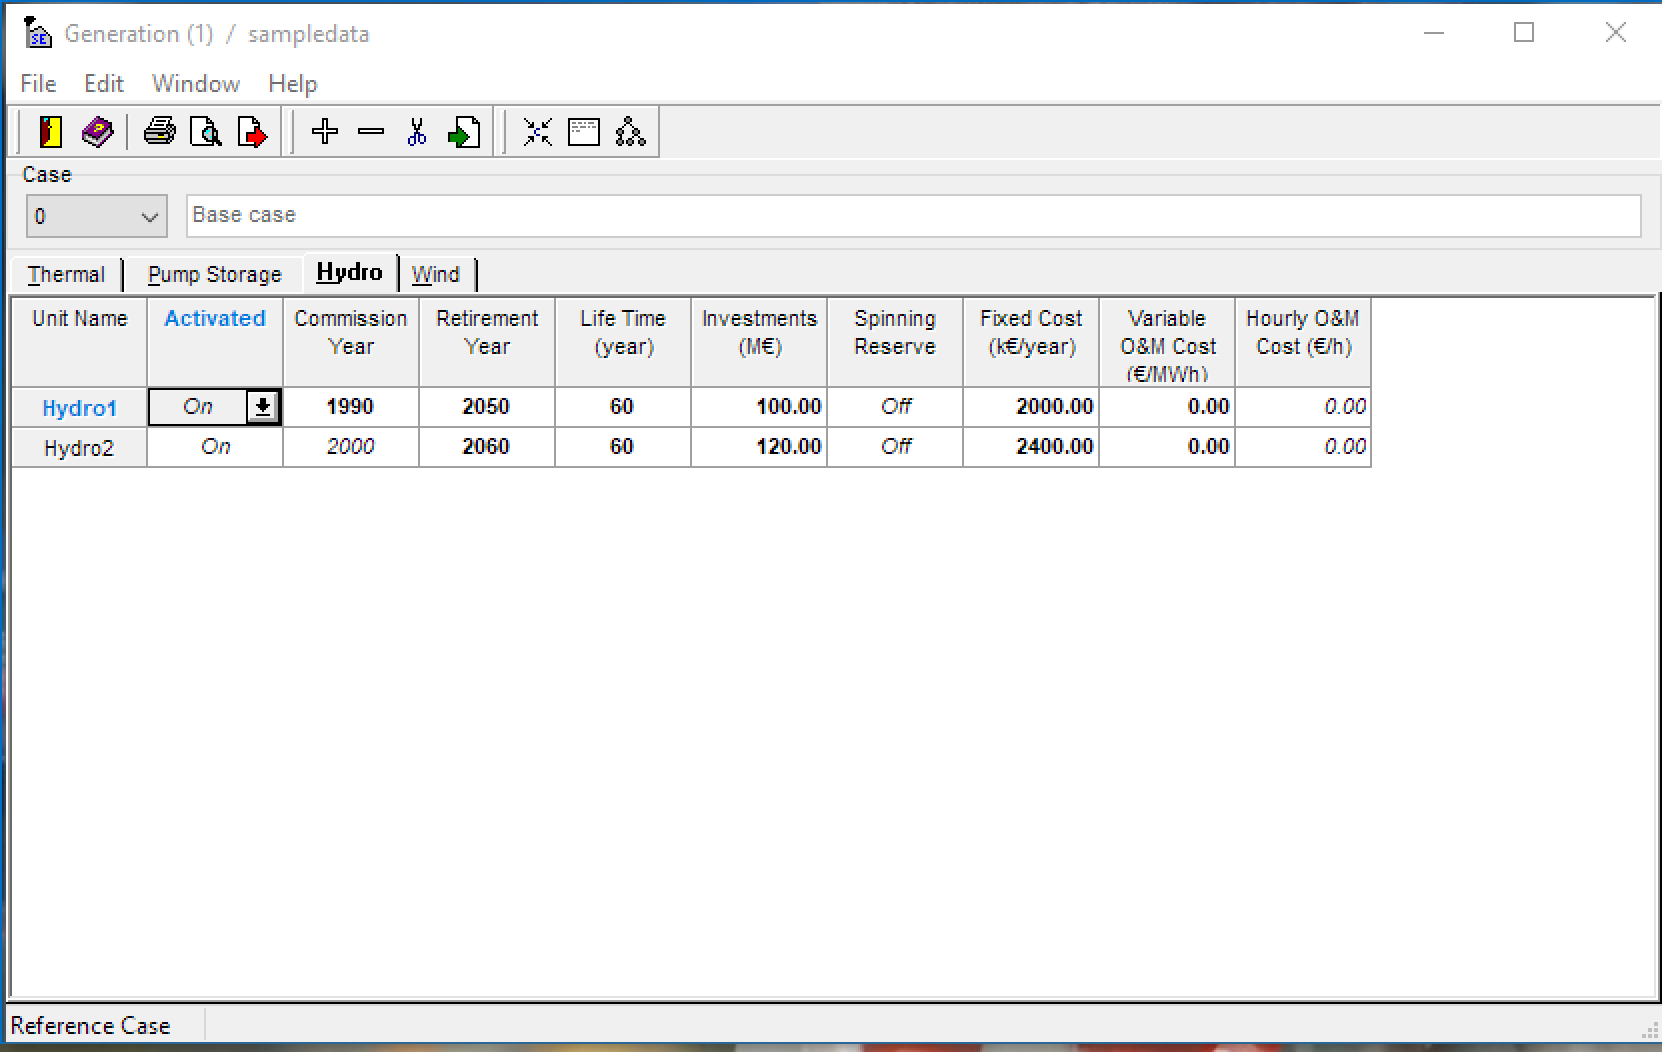 Generation (1) / sampledata
File Edit Window Help
Case
0 Base case
Thermal Pump Storage Hydro Wind
Unit Name Activated Commission Year Retirement Year Life Time (year) Investments (M€) Spinning Reserve Fixed Cost (k€/year) Variable O&M Cost (€/MWh) Hourly O&M Cost (€/h)
Hydro1 On 1990 2050 60 100.00 Off 2000.00 0.00 0.00
Hydro2 On 2000 2060 60 120.00 Off 2400.00 0.00 0.00
Reference Case